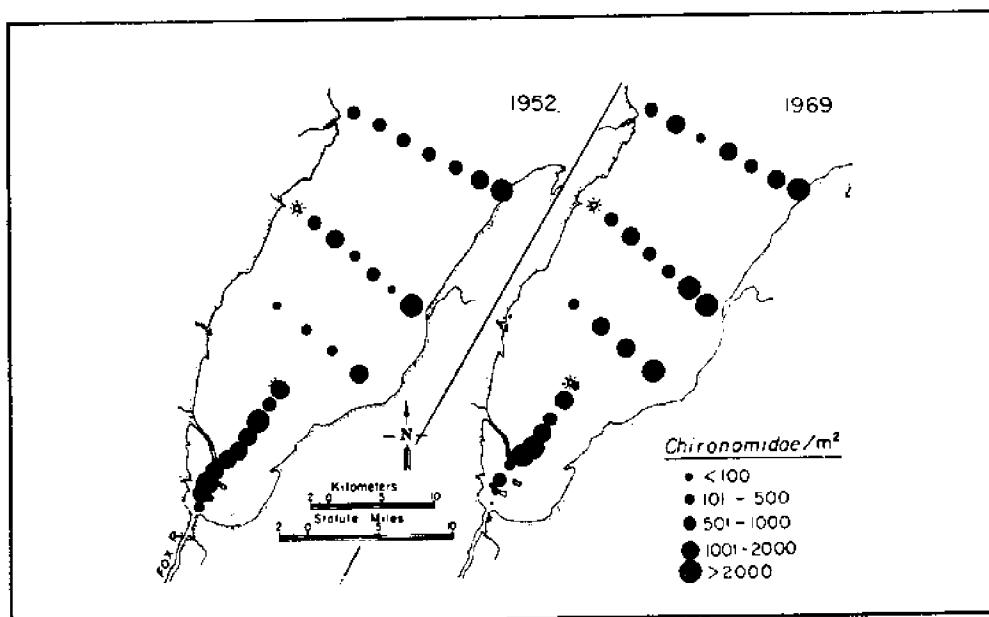 1952.
1969
N
Kilometers
2 0 5 10
Statute Miles
2 0 5 10
FOX
Chironomidae/m²
<100
101 - 500
501 - 1000
1001 - 2000
>2000